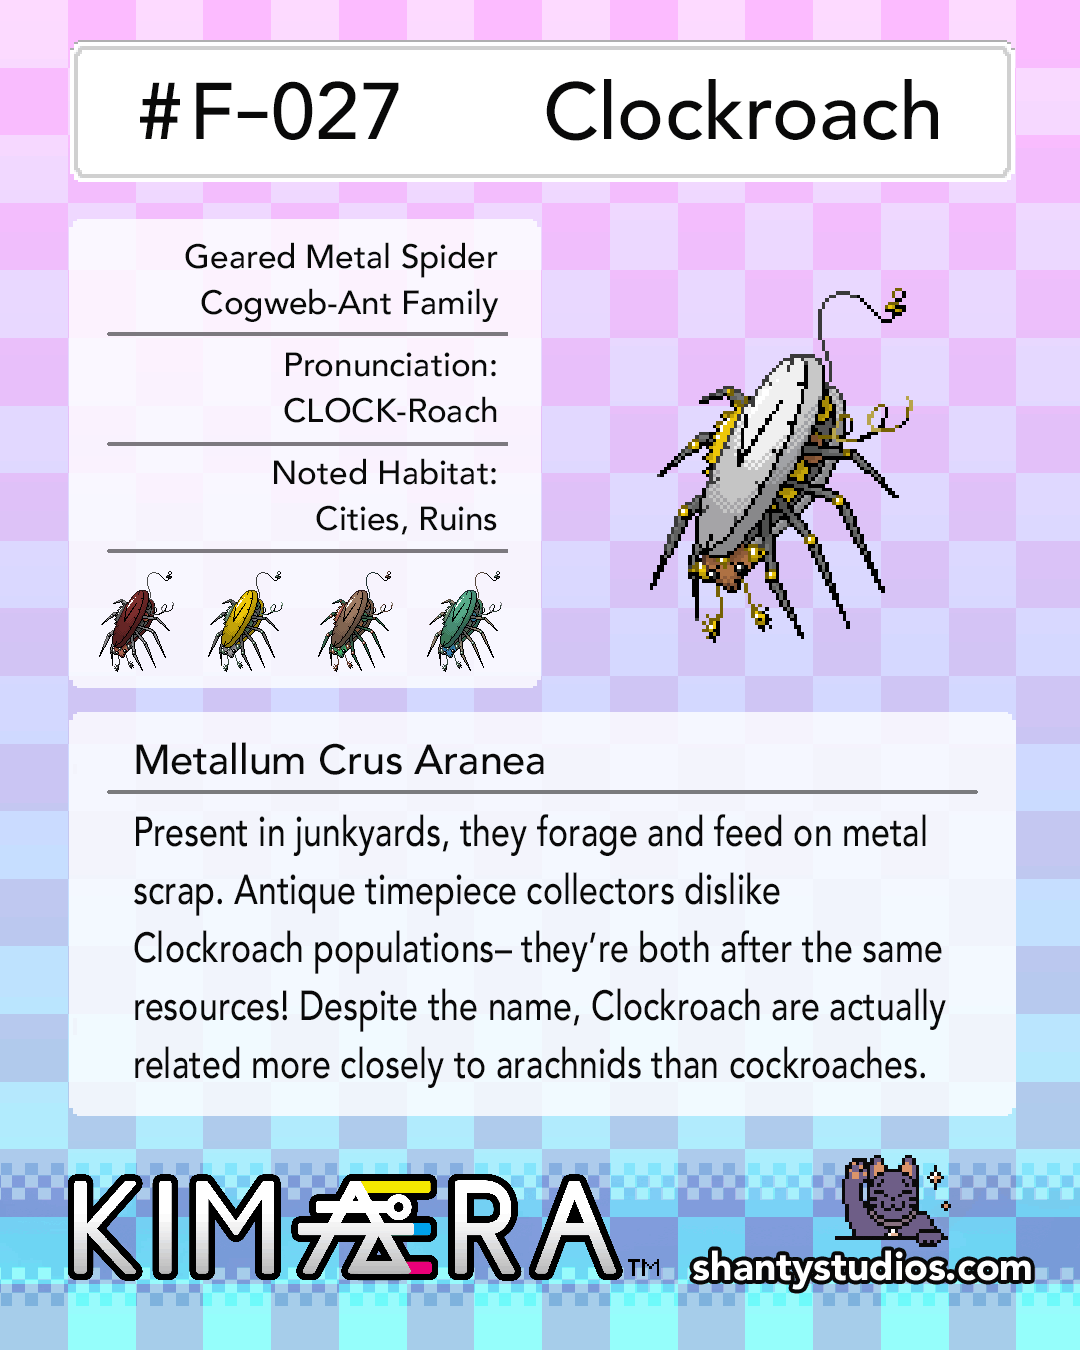 #F-027 Clockroach
Geared Metal Spider
Cogweb-Ant Family
Pronunciation:
CLOCK-Roach
Noted Habitat:
Cities, Ruins
Metallum Crus Aranea
Present in junkyards, they forage and feed on metal
scrap. Antique timepiece collectors dislike
Clockroach populations– they’re both after the same
resources! Despite the name, Clockroach are actually
related more closely to arachnids than cockroaches.
KIMÆRA™
shantystudios.com